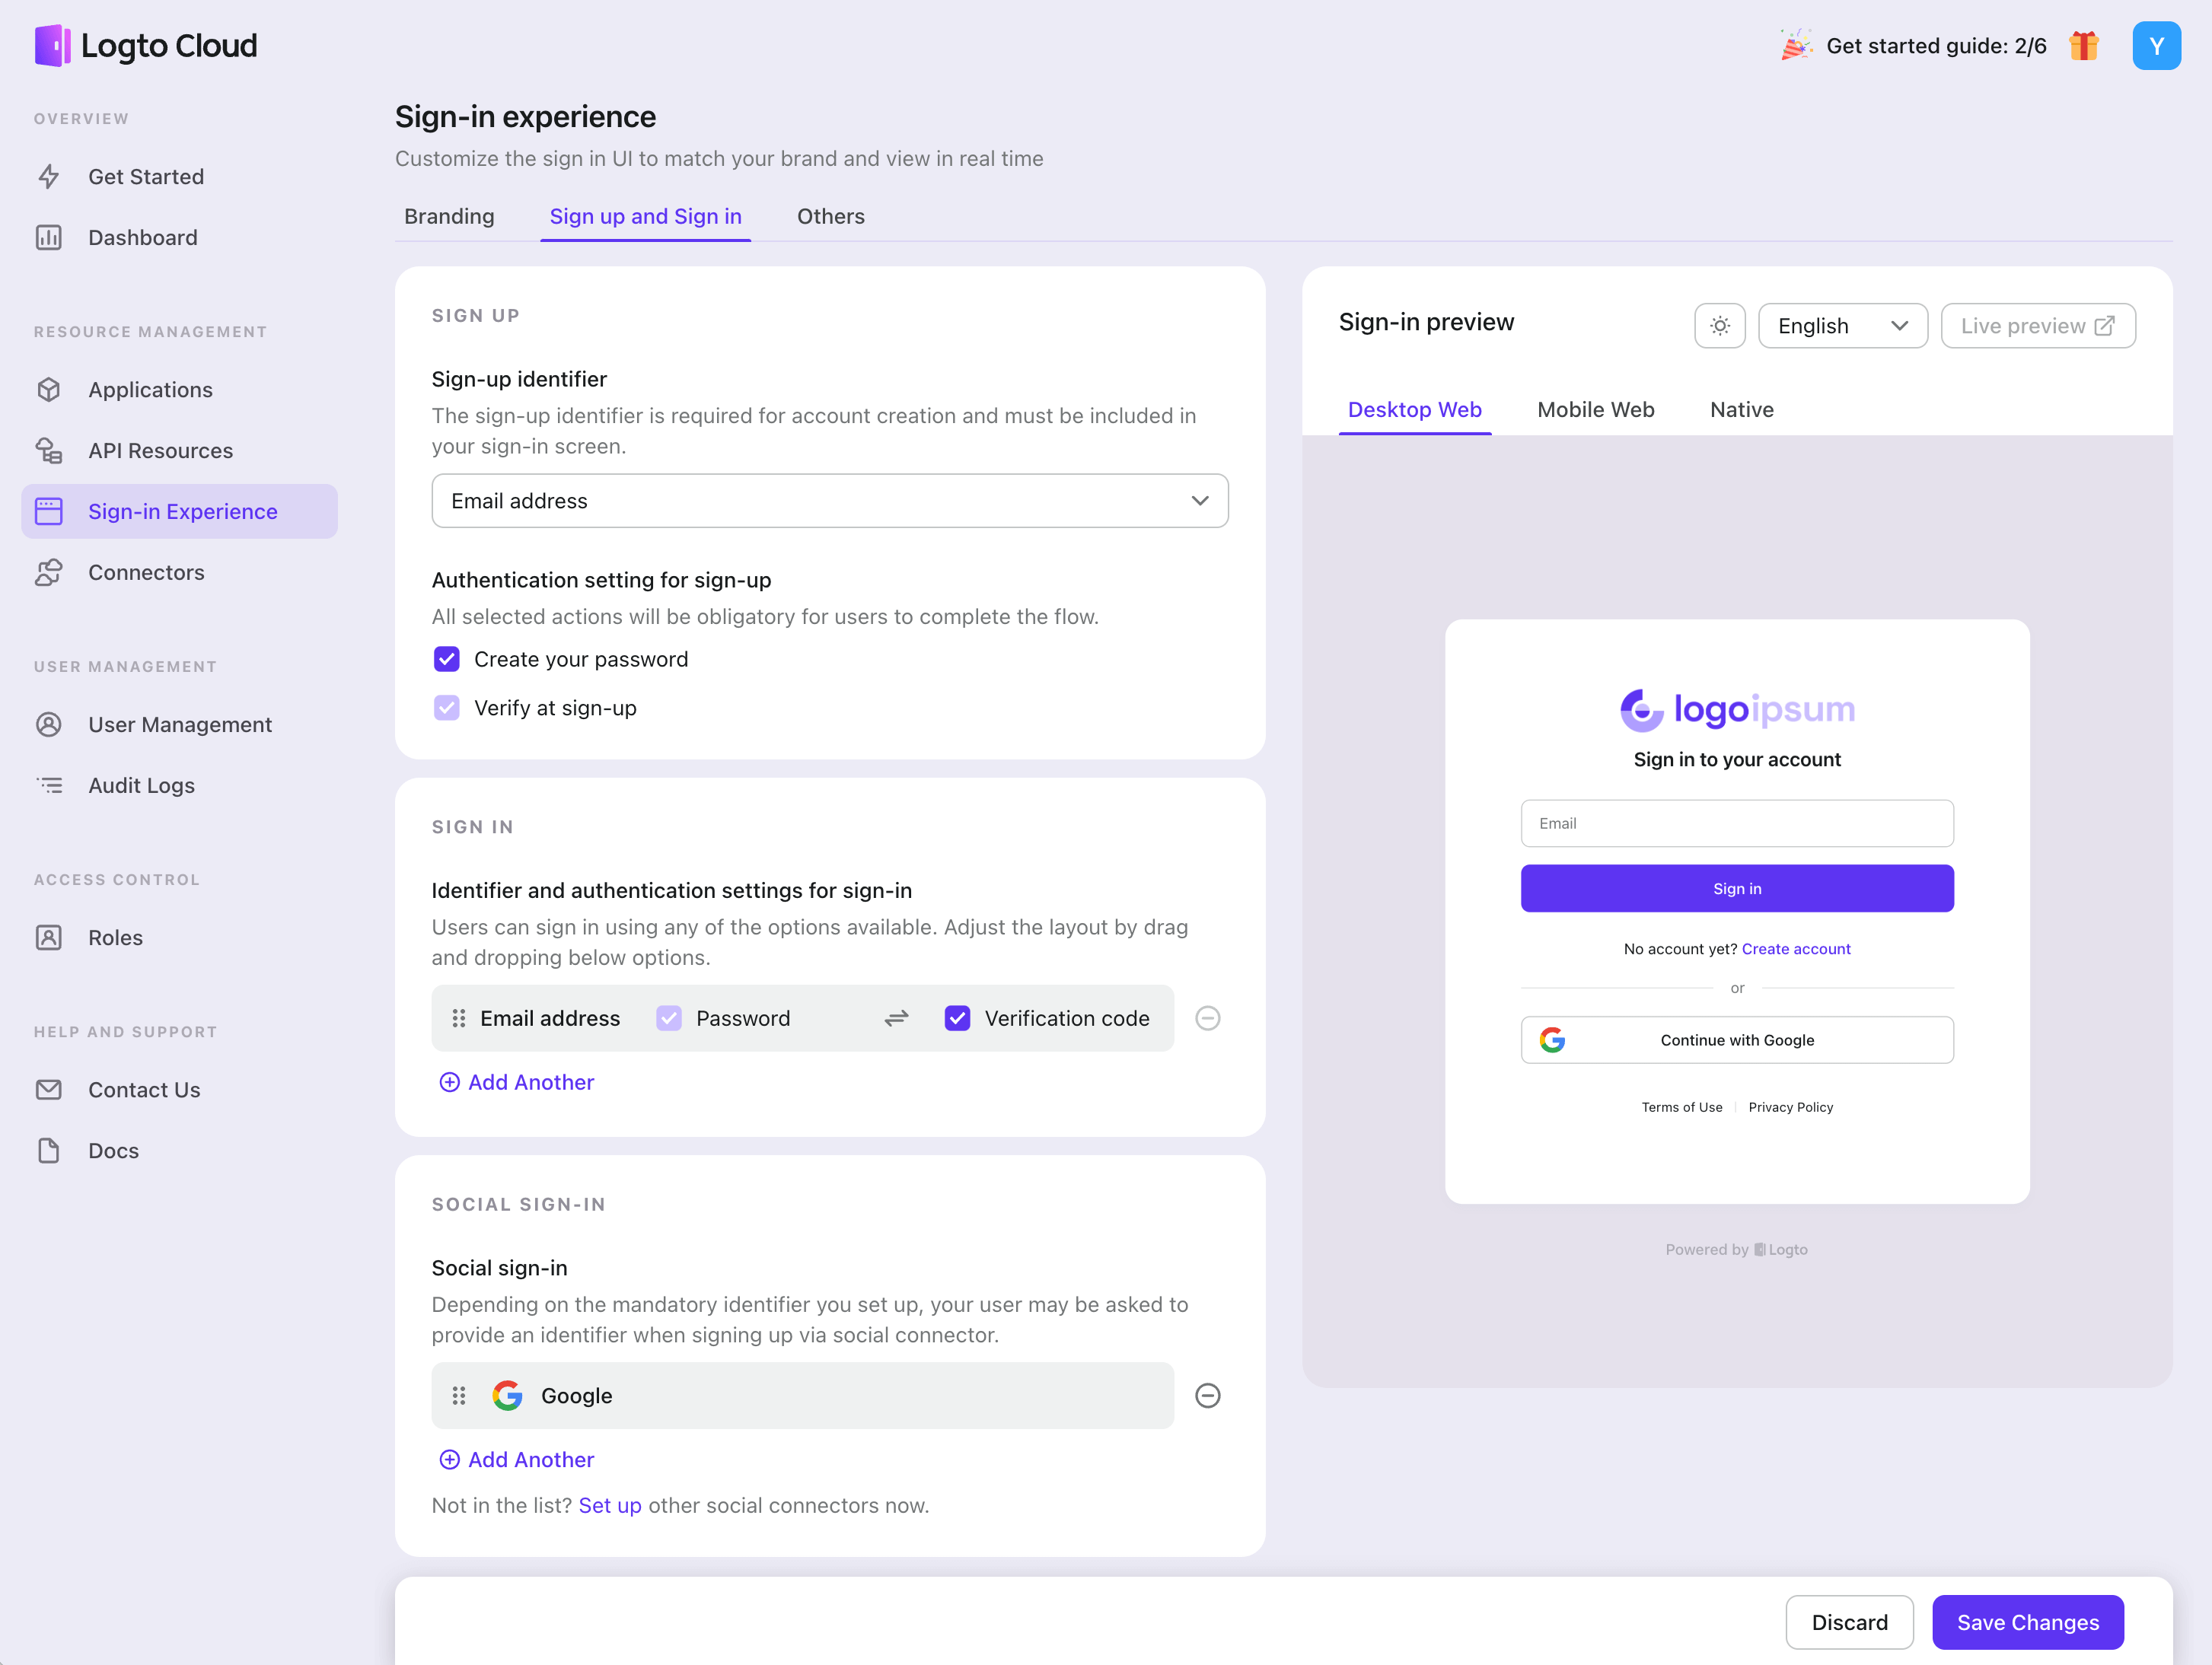 Logto Cloud
Get started guide: 2/6
Y
OVERVIEW
Get Started
Dashboard
RESOURCE MANAGEMENT
Applications
API Resources
Sign-in Experience
Connectors
USER MANAGEMENT
User Management
Audit Logs
ACCESS CONTROL
Roles
HELP AND SUPPORT
Contact Us
Docs
Sign-in experience
Customize the sign in UI to match your brand and view in real time
Branding
Sign up and Sign in
Others
SIGN UP
Sign-up identifier
The sign-up identifier is required for account creation and must be included in
your sign-in screen.
Email address
Authentication setting for sign-up
All selected actions will be obligatory for users to complete the flow.
Create your password
Verify at sign-up
SIGN IN
Identifier and authentication settings for sign-in
Users can sign in using any of the options available. Adjust the layout by drag
and dropping below options.
Email address
Password
Verification code
Add Another
SOCIAL SIGN-IN
Social sign-in
Depending on the mandatory identifier you set up, your user may be asked to
provide an identifier when signing up via social connector.
Google
Add Another
Not in the list? Set up other social connectors now.
Sign-in preview
English
Live preview
Desktop Web
Mobile Web
Native
logoipsum
Sign in to your account
Email
Sign in
No account yet? Create account
or
Continue with Google
Terms of Use
Privacy Policy
Powered by Logto
Discard
Save Changes